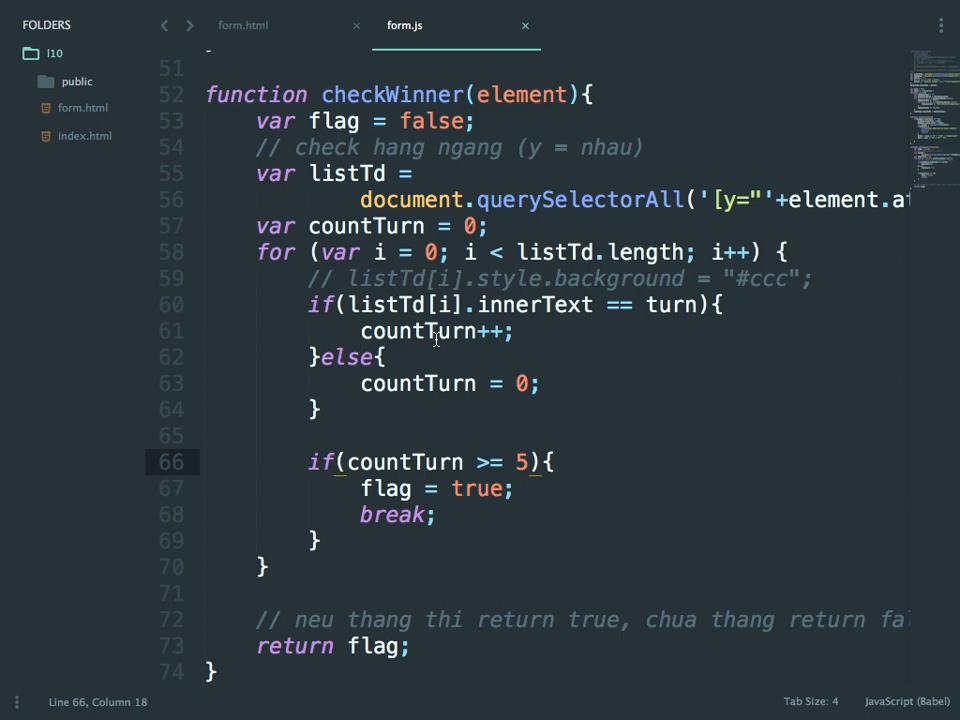 FOLDERS
l10
public
form.html
index.html
form.html
form.js
51
52 function checkWinner(element){
53 var flag = false;
54 // check hang ngang (y = nhau)
55 var listTd =
56 document.querySelectorAll('[y="'+element.at
57 var countTurn = 0;
58 for (var i = 0; i < listTd.length; i++) {
59 // listTd[i].style.background = "#ccc";
60 if(listTd[i].innerText == turn){
61 countTurn++;
62 }else{
63 countTurn = 0;
64 }
65
66 if(countTurn >= 5){
67 flag = true;
68 break;
69 }
70 }
71
72 // neu thang thi return true, chua thang return fal
73 return flag;
74 }
Line 66, Column 18
Tab Size: 4
JavaScript (Babel)